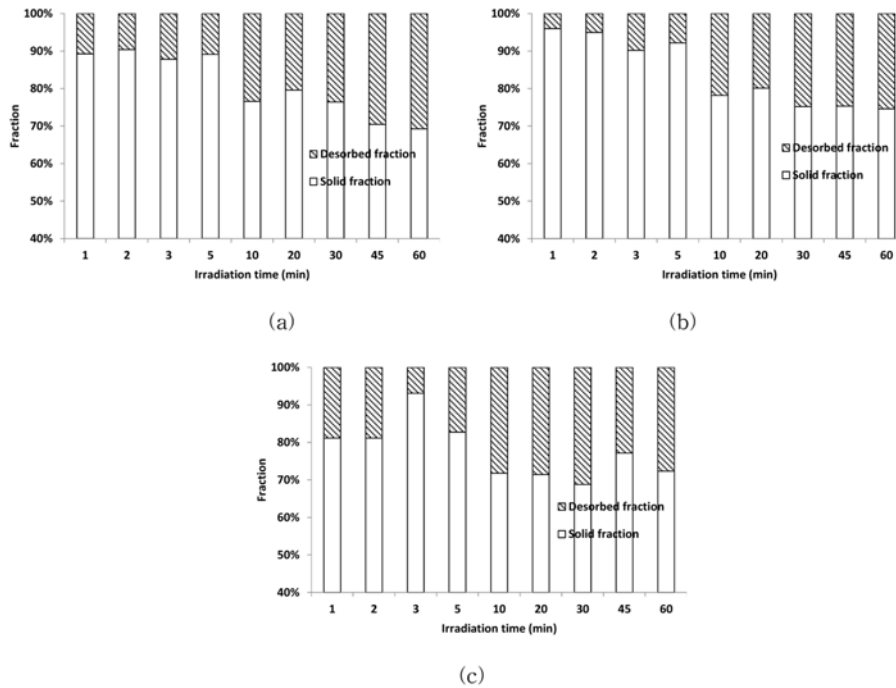 100%
90%
80%
70%
60%
50%
40%
Fraction
Desorbed fraction
Solid fraction
1 2 3 5 10 20 30 45 60
Irradiation time (min)
(a)
100%
90%
80%
70%
60%
50%
40%
Fraction
Desorbed fraction
Solid fraction
1 2 3 5 10 20 30 45 60
Irradiation time (min)
(b)
100%
90%
80%
70%
60%
50%
40%
Fraction
Desorbed fraction
Solid fraction
1 2 3 5 10 20 30 45 60
Irradiation time (min)
(c)